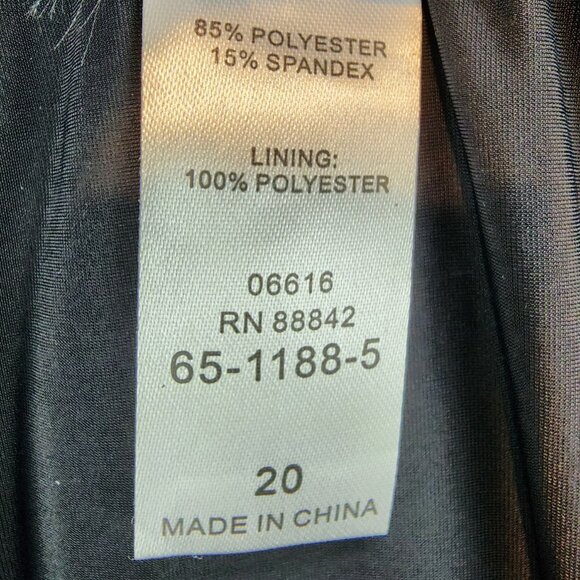 85% POLYESTER
15% SPANDEX
LINING:
100% POLYESTER
06616
RN 88842
65-1188-5
20
MADE IN CHINA